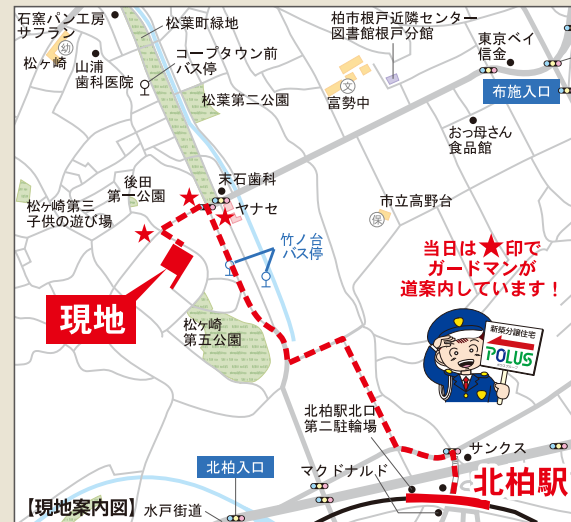 石窯パン工房
サフラン
松葉町緑地
柏市根戸近隣センター
図書館根戸分館
東京ベイ
信金
幼
松ヶ崎
山浦
歯科医院
コープタウン前
バス停
松葉第二公園
文
富勢中
布施入口
おっ母さん
食品館
後田
第一公園
末石歯科
ヤナセ
松ヶ崎第三
子供の遊び場
市立高野台
保
竹ノ台
バス停
当日は★印で
ガードマンが
道案内しています!
現地
松ヶ崎
第五公園
新築分譲住宅
POLUS
北柏駅北口
第二駐輪場
サンクス
マクドナルド
北柏入口
北柏駅
【現地案内図】
水戸街道